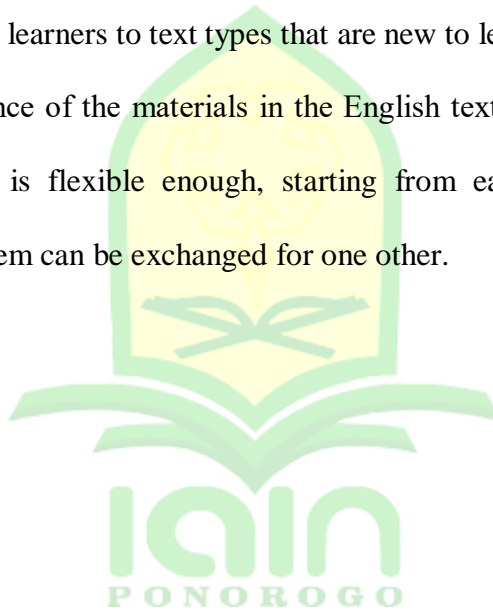 learners to text types that are new to le
nce of the materials in the English text
is flexible enough, starting from ea
em can be exchanged for one other.
iain
PONOROGO